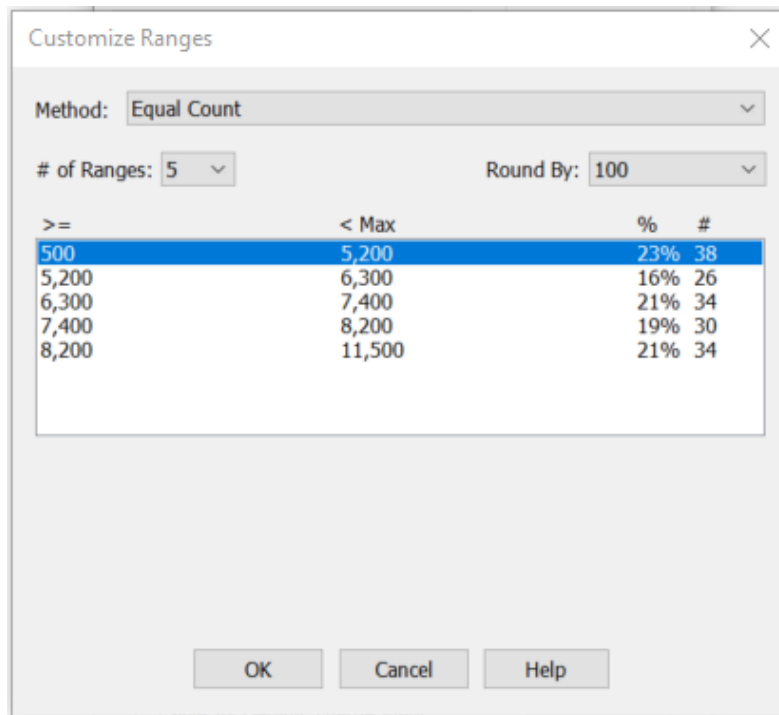 Customize Ranges
Method: Equal Count
# of Ranges: 5 Round By: 100
>= < Max % #
500 5,200 23% 38
5,200 6,300 16% 26
6,300 7,400 21% 34
7,400 8,200 19% 30
8,200 11,500 21% 34
OK Cancel Help